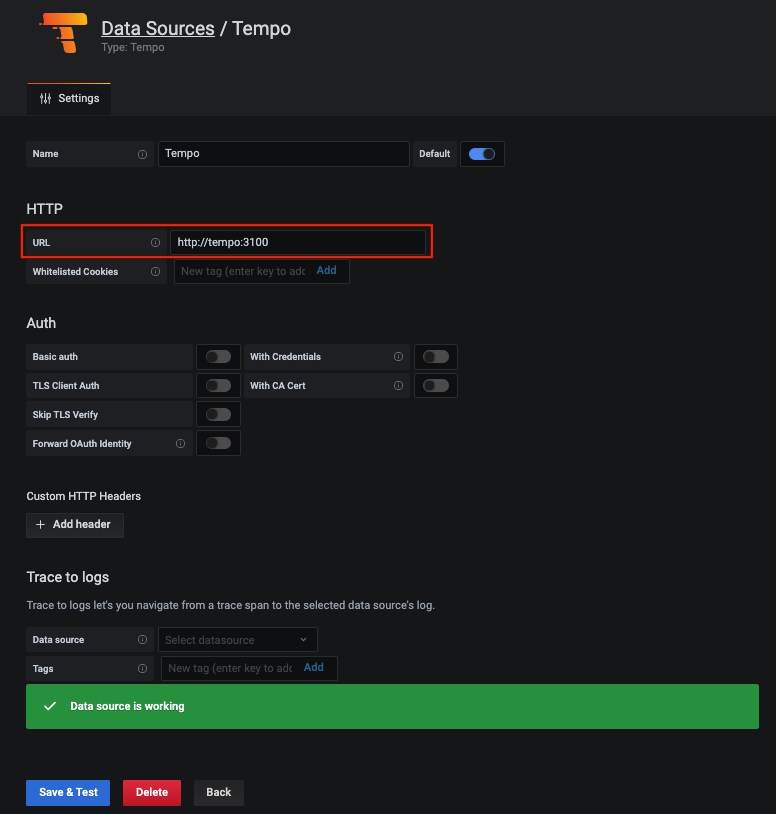 Data Sources / Tempo
Type: Tempo
Settings
Name
Tempo
Default
HTTP
URL
http://tempo:3100
Whitelisted Cookies
New tag (enter key to add
Add
Auth
Basic auth
With Credentials
TLS Client Auth
With CA Cert
Skip TLS Verify
Forward OAuth Identity
Custom HTTP Headers
+ Add header
Trace to logs
Trace to logs let's you navigate from a trace span to the selected data source's log.
Data source
Select datasource
Tags
New tag (enter key to add
Add
Data source is working
Save & Test
Delete
Back